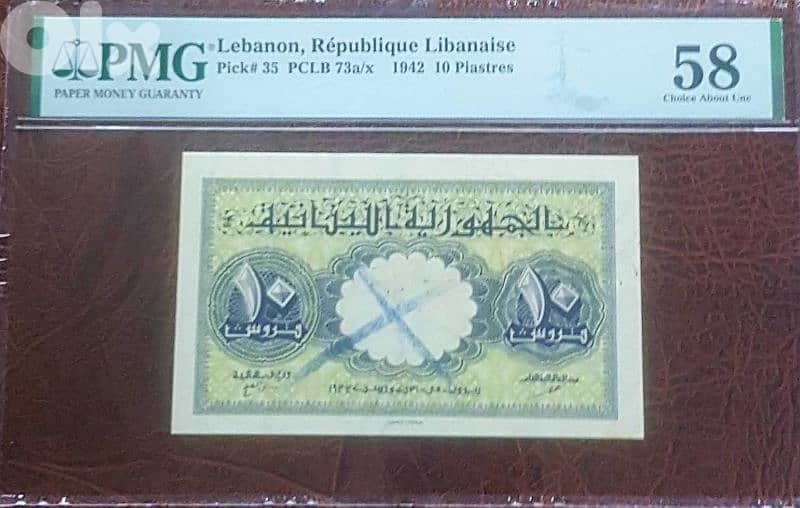 PMG Lebanon, République Libanaise
Pick# 35 PCLB 73a/x 1942 10 Piastres
PAPER MONEY GUARANTY
58
Choice About Unc
الجمهورية اللبنانية
١٠ ١٠
قروش قروش